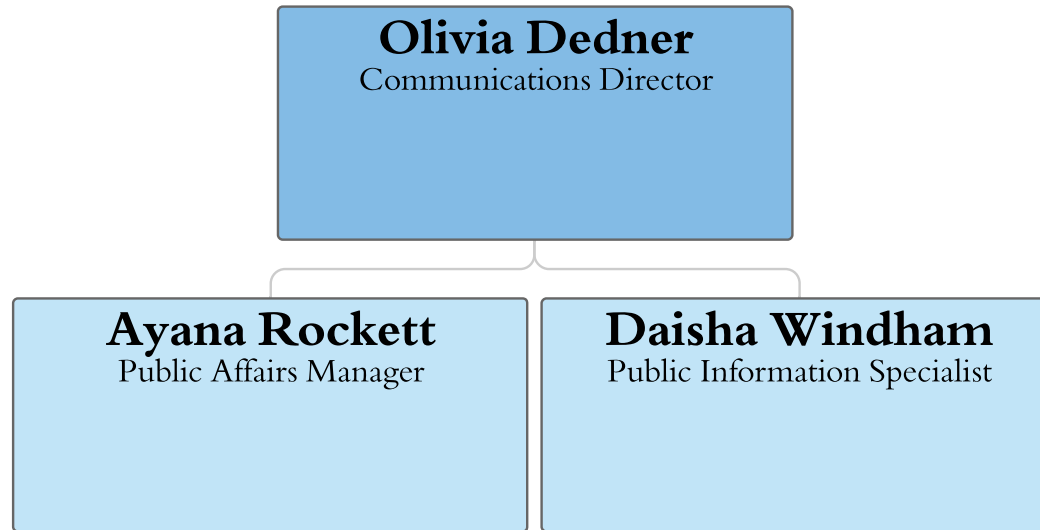 Olivia Dedner
Communications Director
Ayana Rockett
Public Affairs Manager
Daisha Windham
Public Information Specialist